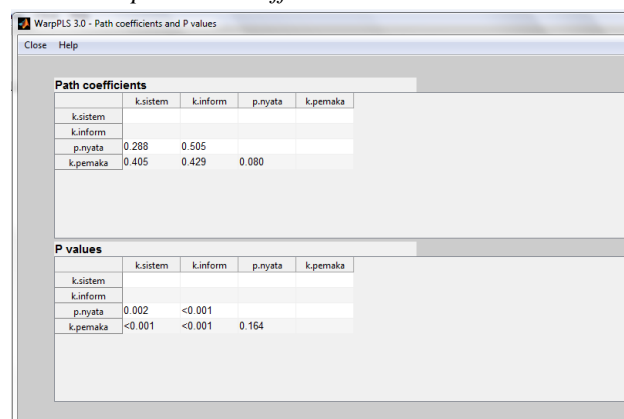 WarpPLS 3.0 - Path coefficients and P values
Close Help
Path coefficients
k.sistem k.inform p.nyata k.pemaka
k.sistem
k.inform
p.nyata 0.288 0.505
k.pemaka 0.405 0.429 0.080
P values
k.sistem k.inform p.nyata k.pemaka
k.sistem
k.inform
p.nyata 0.002 <0.001
k.pemaka <0.001 <0.001 0.164